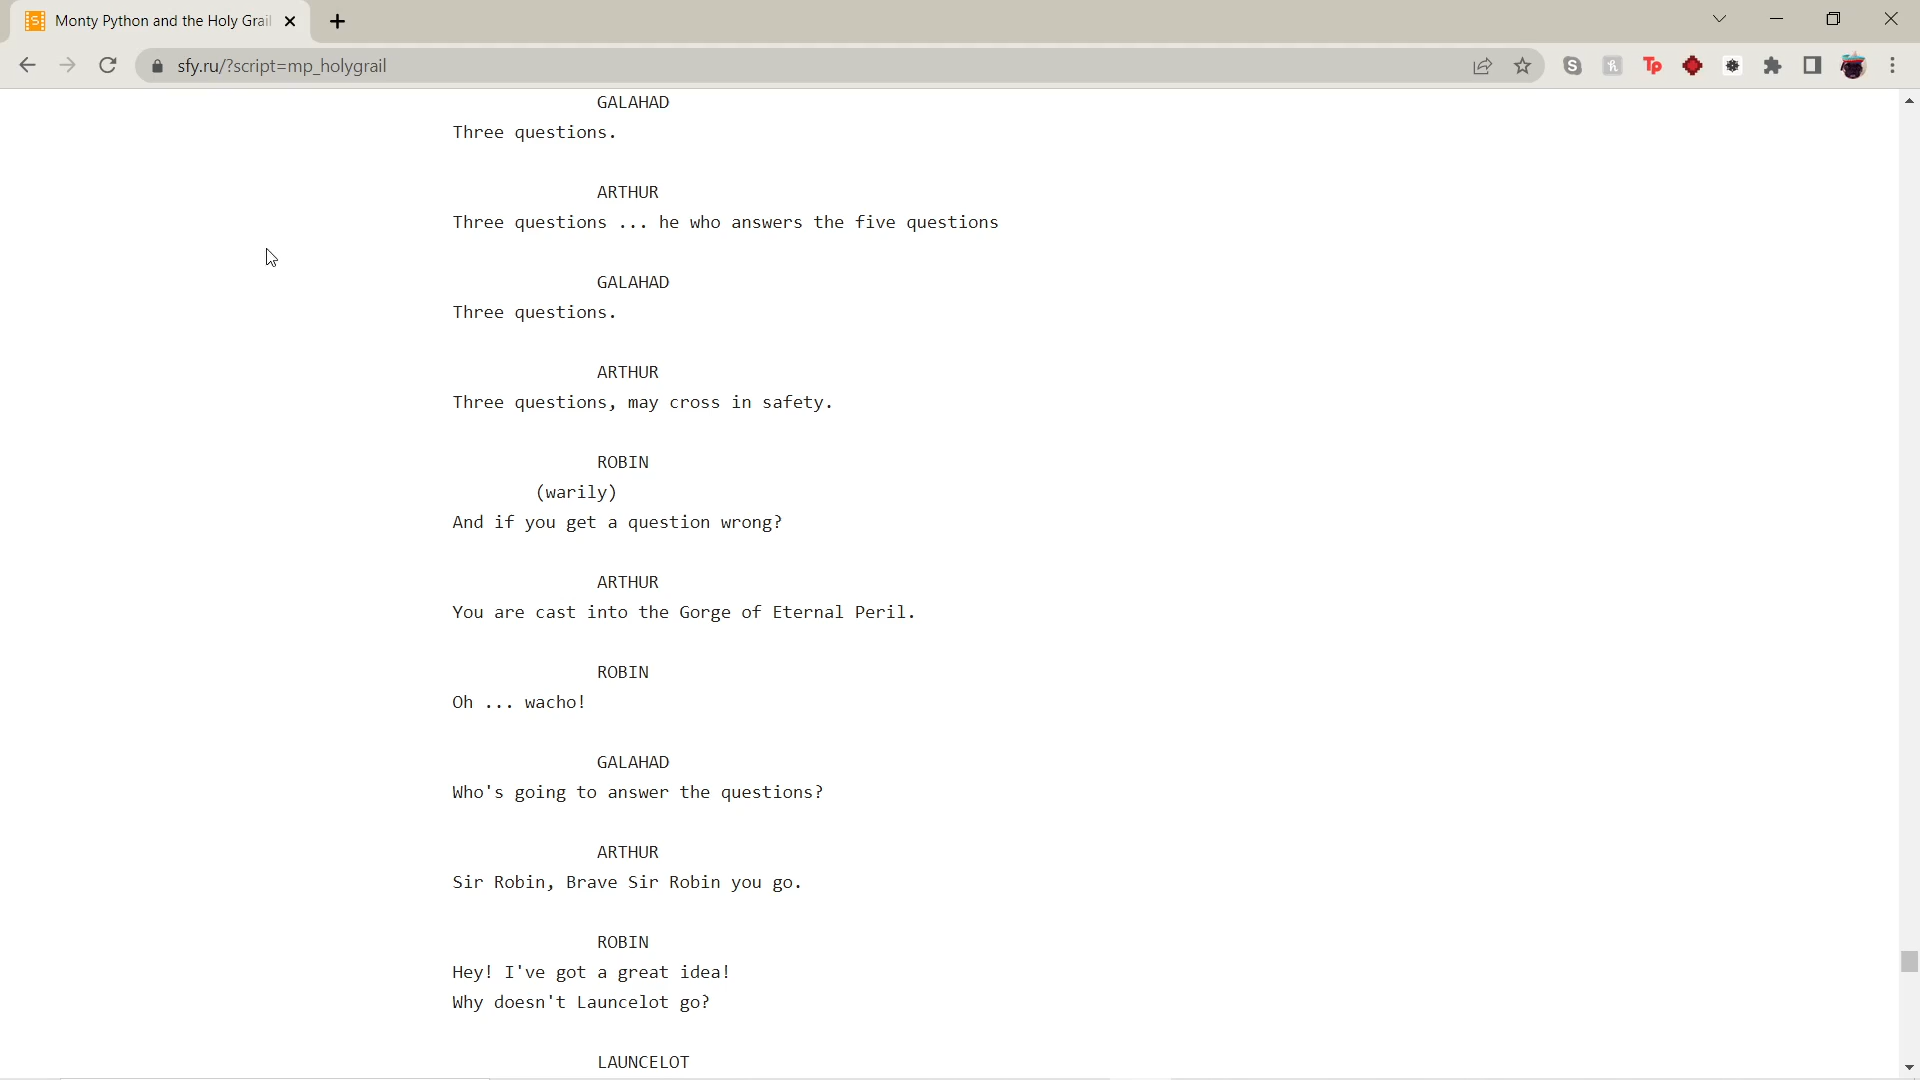 Monty Python and the Holy Grail
sfy.ru/?script=mp_holygrail
GALAHAD
Three questions.
ARTHUR
Three questions ... he who answers the five questions
GALAHAD
Three questions.
ARTHUR
Three questions, may cross in safety.
ROBIN
(warily)
And if you get a question wrong?
ARTHUR
You are cast into the Gorge of Eternal Peril.
ROBIN
Oh ... wacho!
GALAHAD
Who's going to answer the questions?
ARTHUR
Sir Robin, Brave Sir Robin you go.
ROBIN
Hey! I've got a great idea!
Why doesn't Launcelot go?
LAUNCELOT